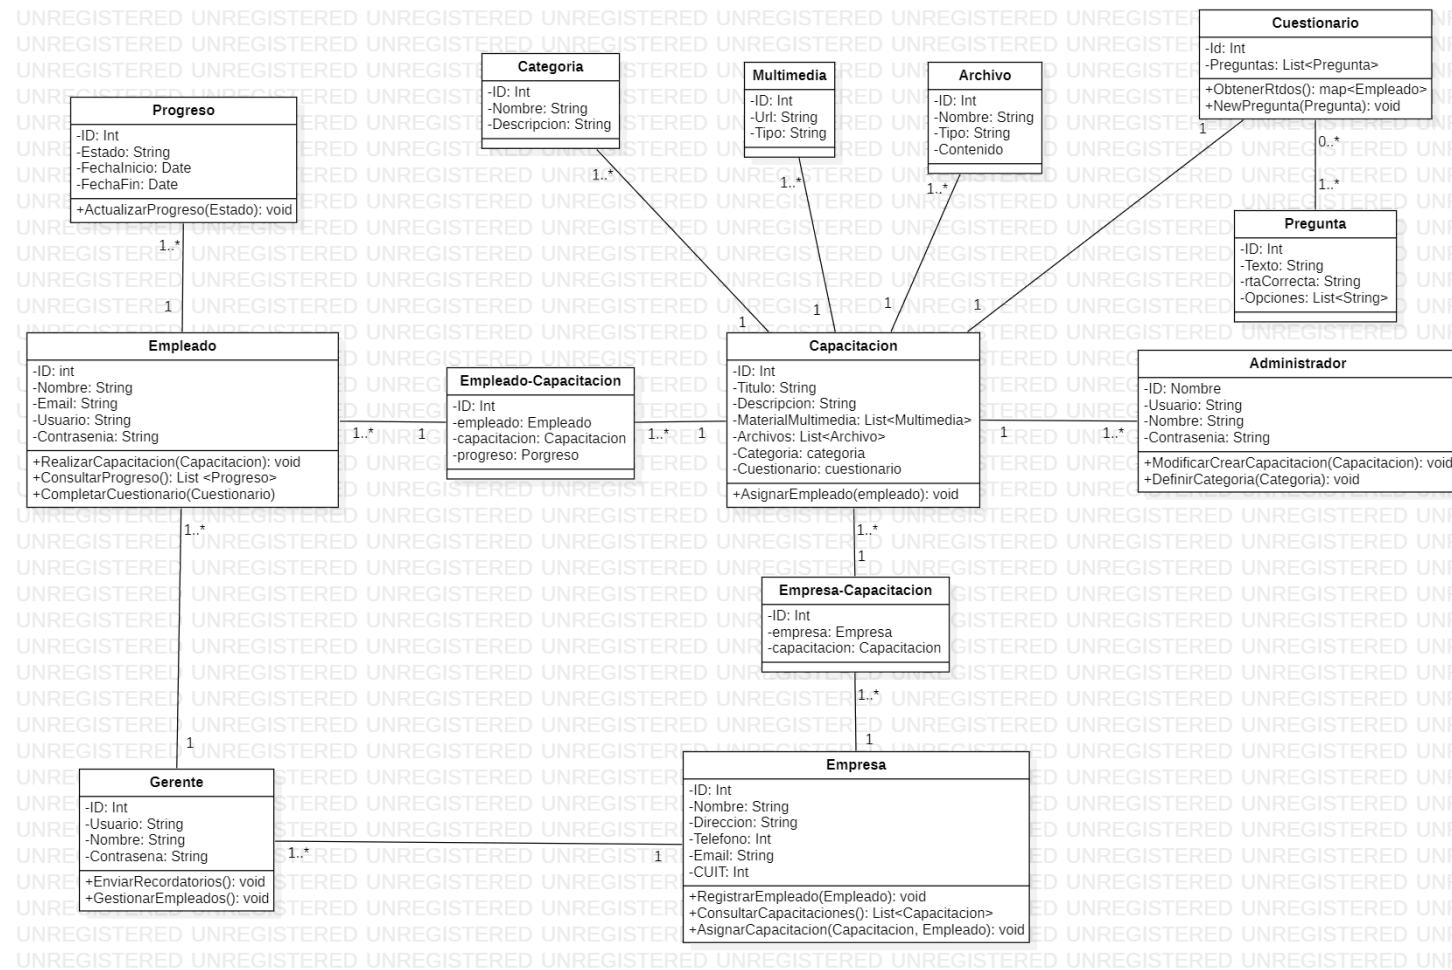 Progreso
-ID: Int
-Estado: String
-FechaInicio: Date
-FechaFin: Date
+ActualizarProgreso(Estado): void
1..*
1
Categoria
-ID: Int
-Nombre: String
-Descripcion: String
1..*
1
Multimedia
-ID: Int
-Url: String
-Tipo: String
1..*
1
Archivo
-ID: Int
-Nombre: String
-Tipo: String
-Contenido
1..*
1
Cuestionario
-Id: Int
-Preguntas: List<Pregunta>
+ObtenerRtdos(): map<Empleado>
+NewPregunta(Pregunta): void
1
1
0..*
1..*
Pregunta
-ID: Int
-Texto: String
-rtaCorrecta: String
-Opciones: List<String>
Empleado
-ID: int
-Nombre: String
-Email: String
-Usuario: String
-Contrasenia: String
+RealizarCapacitacion(Capacitacion): void
+ConsultarProgreso(): List <Progreso>
+CompletarCuestionario(Cuestionario)
1..*
1
Empleado-Capacitacion
-ID: Int
-empleado: Empleado
-capacitacion: Capacitacion
-progreso: Porgreso
1..*
1
Capacitacion
-ID: Int
-Titulo: String
-Descripcion: String
-MaterialMultimedia: List<Multimedia>
-Archivos: List<Archivo>
-Categoria: categoria
-Cuestionario: cuestionario
+AsignarEmpleado(empleado): void
1
1..*
Administrador
-ID: Nombre
-Usuario: String
-Nombre: String
-Contrasenia: String
+ModificarCrearCapacitacion(Capacitacion): void
+DefinirCategoria(Categoria): void
1..*
1
1..*
1
Empresa-Capacitacion
-ID: Int
-empresa: Empresa
-capacitacion: Capacitacion
1..*
1
Gerente
-ID: Int
-Usuario: String
-Nombre: String
-Contrasena: String
+EnviarRecordatorios(): void
+GestionarEmpleados(): void
1..*
1
Empresa
-ID: Int
-Nombre: String
-Direccion: String
-Telefono: Int
-Email: String
-CUIT: Int
+RegistrarEmpleado(Empleado): void
+ConsultarCapacitaciones(): List<Capacitacion>
+AsignarCapacitacion(Capacitacion, Empleado): void
UNREGISTERED